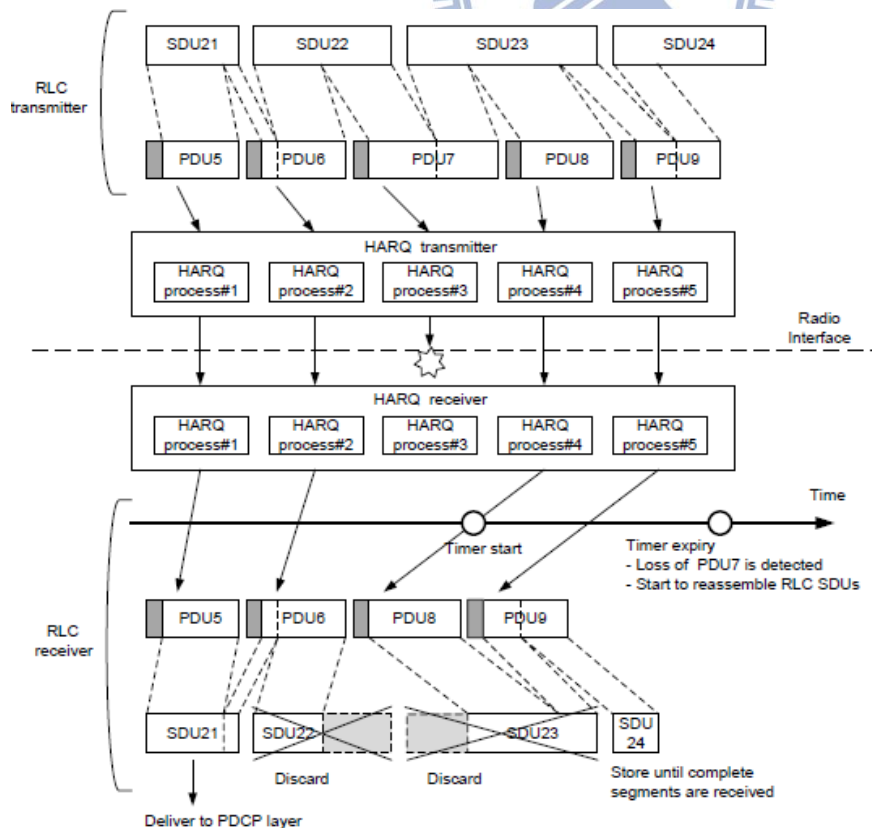 SDU21
SDU22
SDU23
SDU24
RLC
transmitter
PDU5
PDU6
PDU7
PDU8
PDU9
HARQ transmitter
HARQ
process#1
HARQ
process#2
HARQ
process#3
HARQ
process#4
HARQ
process#5
Radio
Interface
HARQ receiver
HARQ
process#1
HARQ
process#2
HARQ
process#3
HARQ
process#4
HARQ
process#5
Time
Timer start
Timer expiry
- Loss of PDU7 is detected
- Start to reassemble RLC SDUs
RLC
receiver
PDU5
PDU6
PDU8
PDU9
SDU21
SDU22
SDU23
SDU
24
Discard
Discard
Store until complete
segments are received
Deliver to PDCP layer